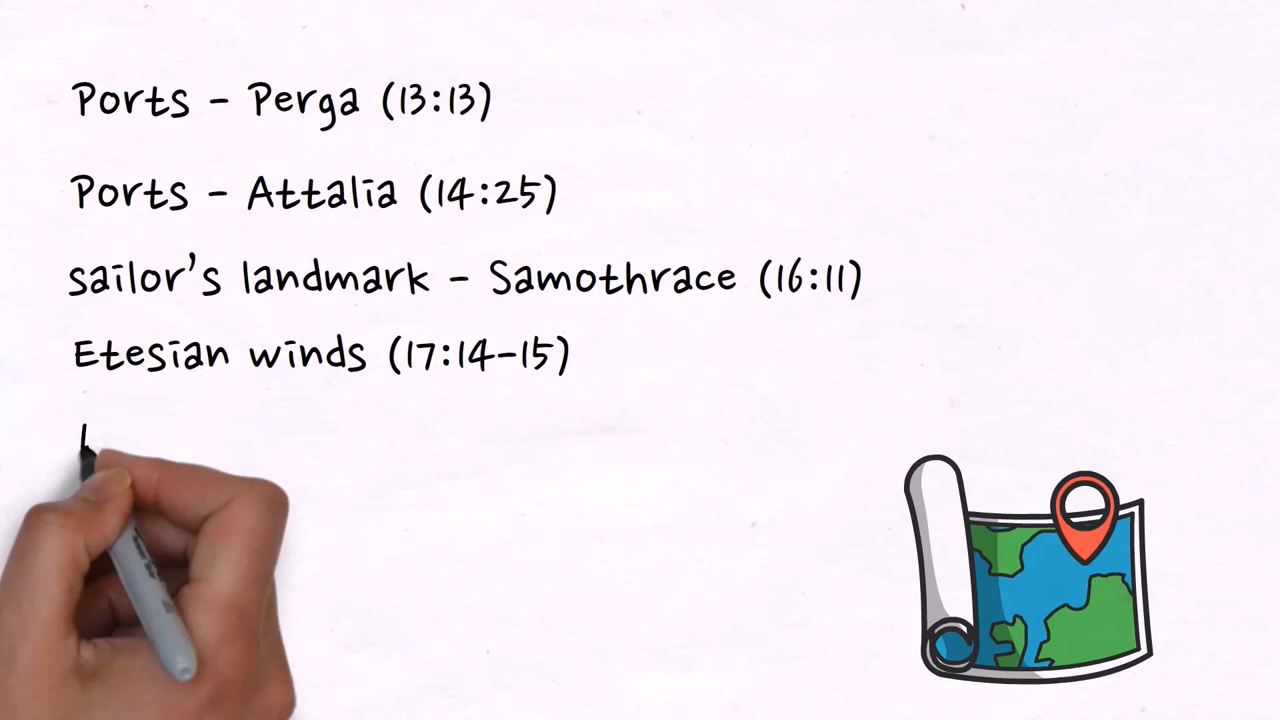 Ports - Perga (13:13)
Ports - Attalia (14:25)
sailor's landmark - Samothrace (16:11)
Etesian winds (17:14-15)